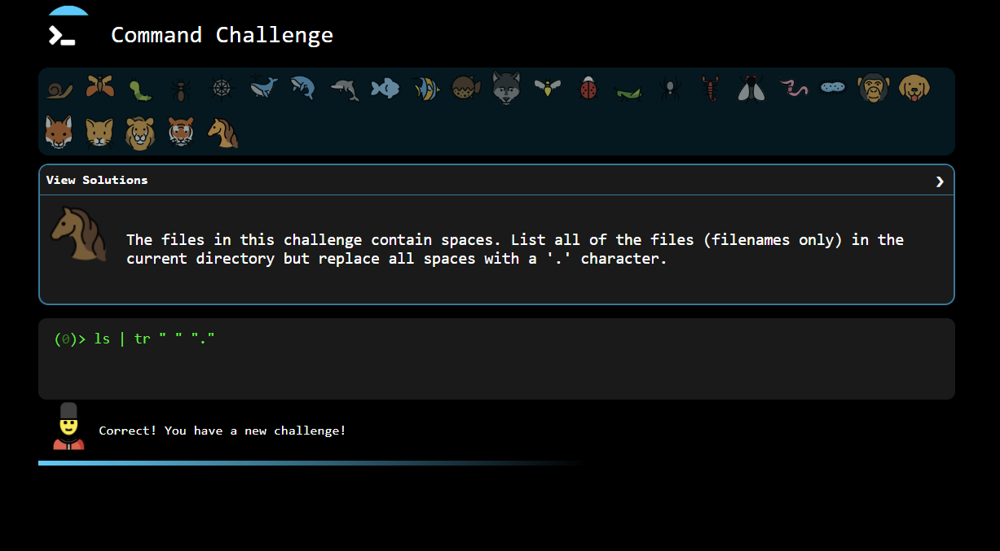 Command Challenge
View Solutions
The files in this challenge contain spaces. List all of the files (filenames only) in the
current directory but replace all spaces with a '.' character.
(0)> ls | tr " " "."
Correct! You have a new challenge!